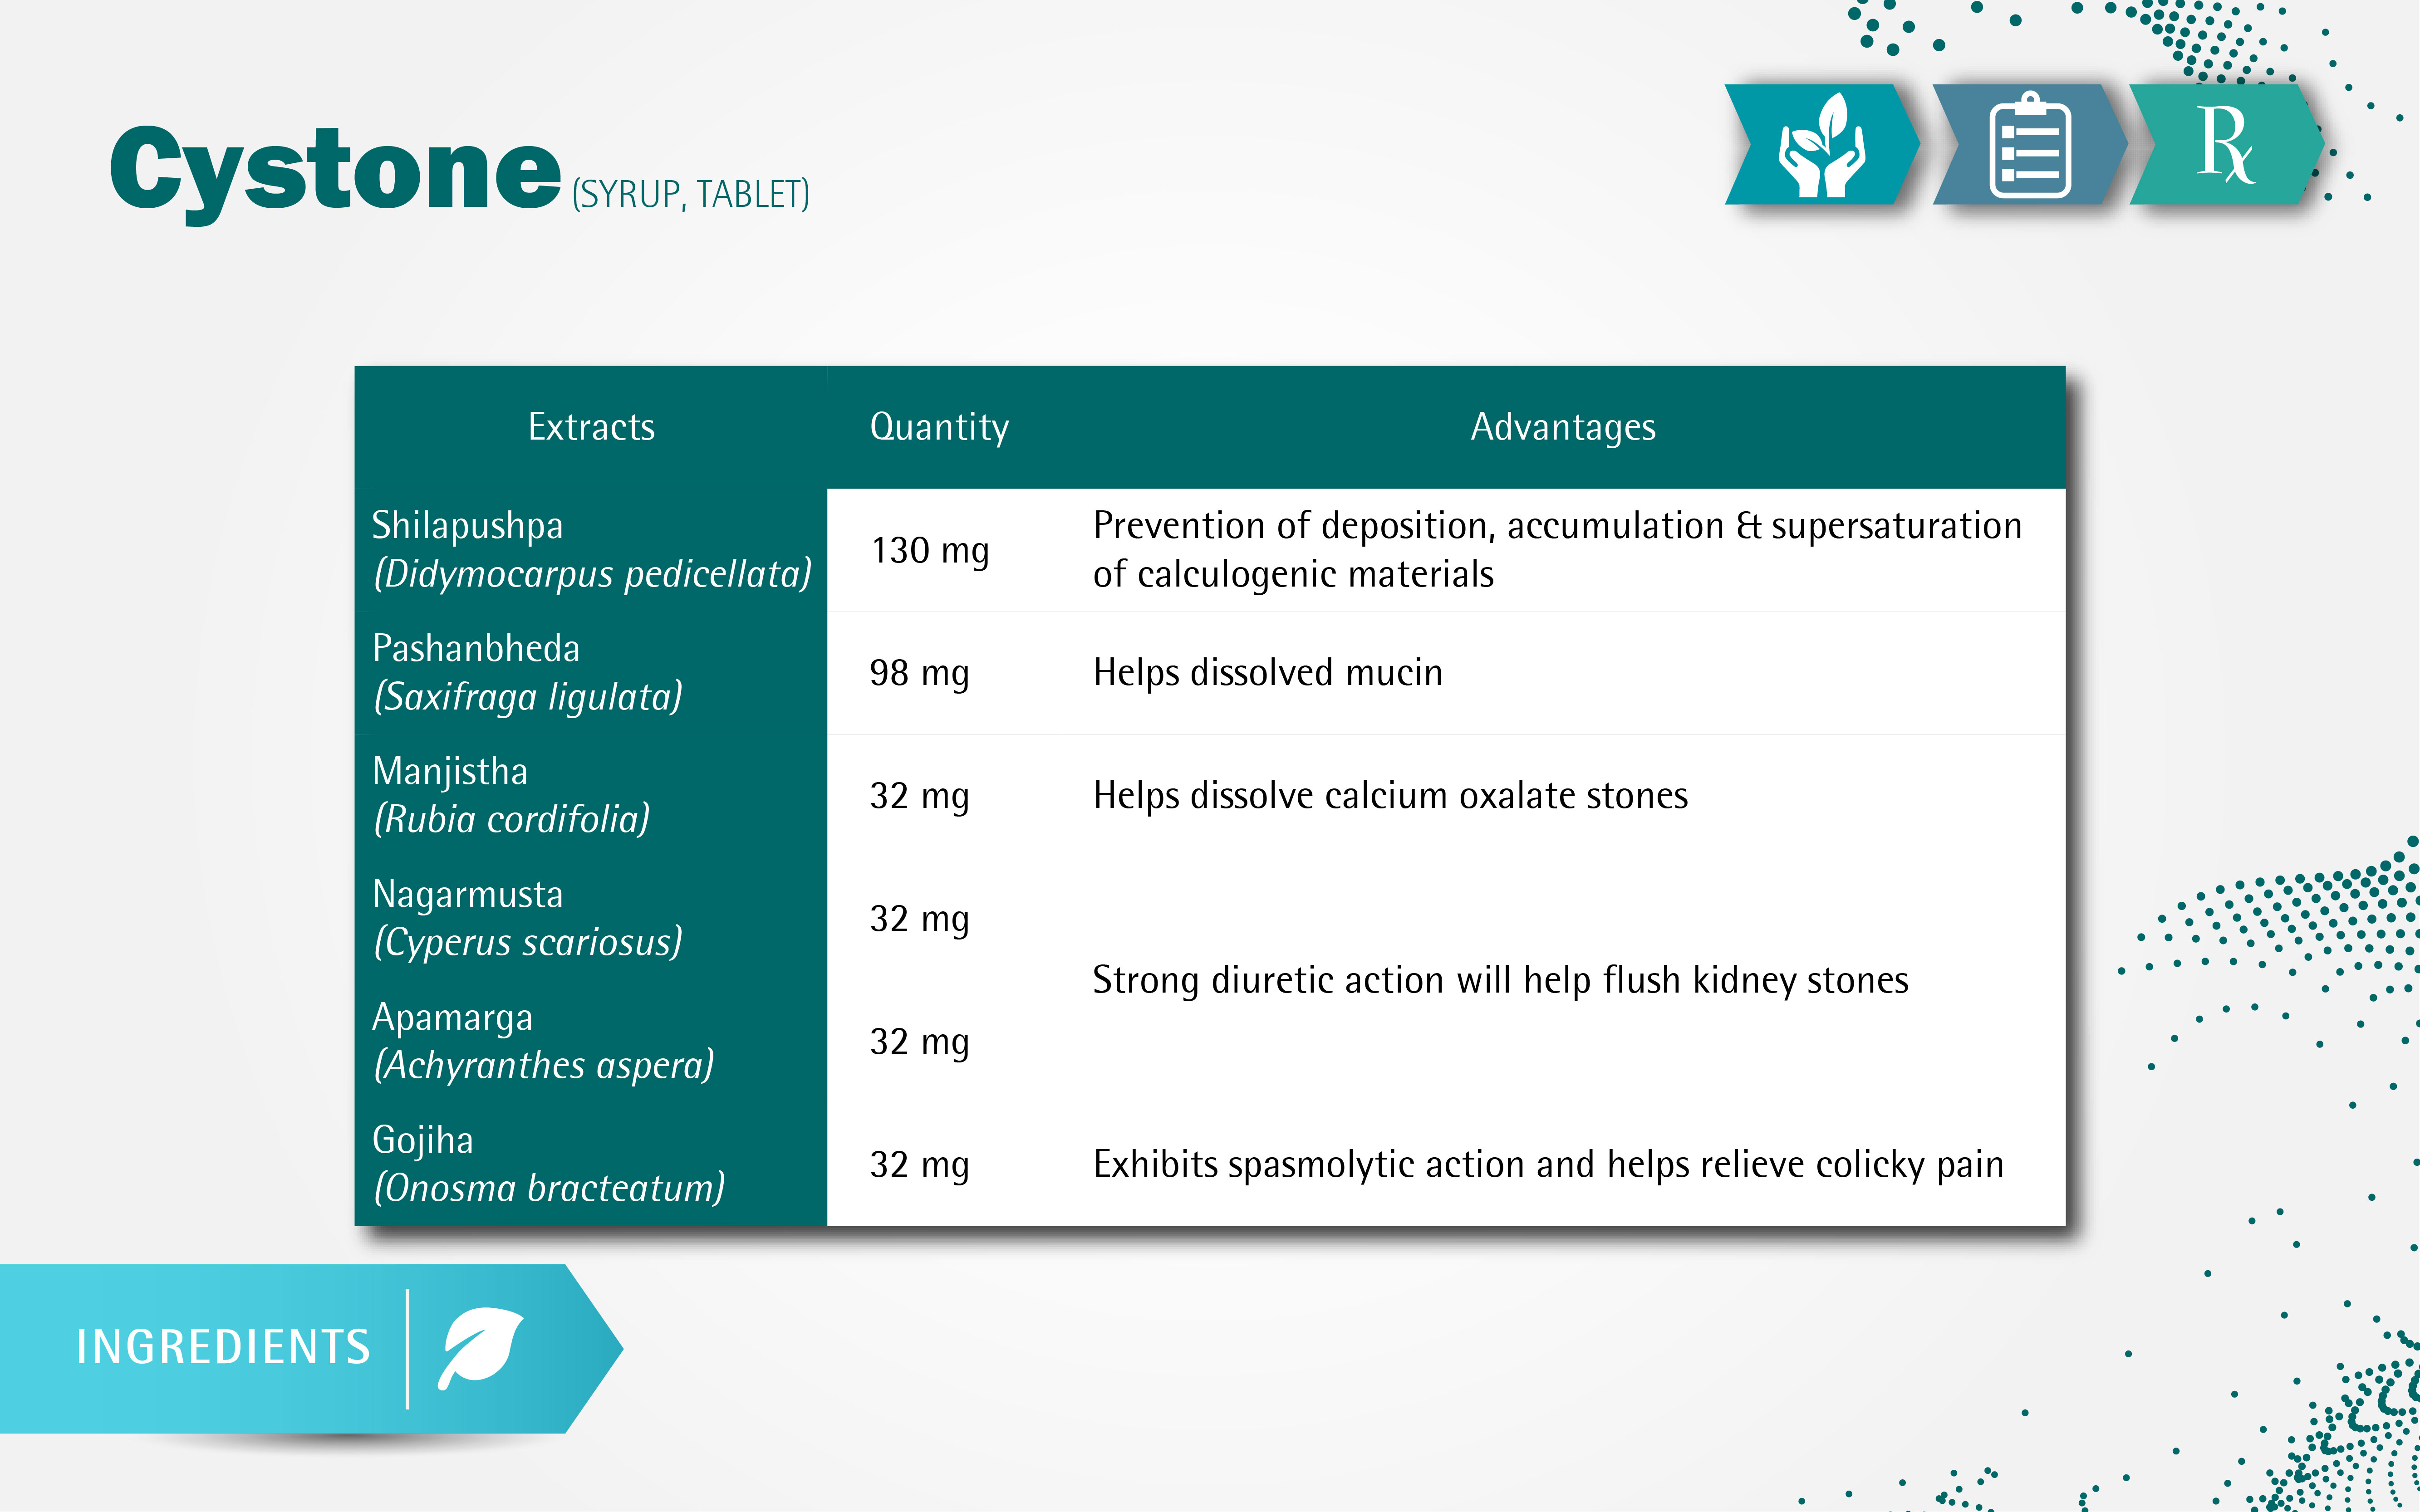 Cystone (SYRUP, TABLET)
Rx
Extracts Quantity Advantages
Shilapushpa
(Didymocarpus pedicellata)
130 mg
Prevention of deposition, accumulation & supersaturation
of calculogenic materials
Pashanbheda
(Saxifraga ligulata)
98 mg
Helps dissolved mucin
Manjistha
(Rubia cordifolia)
32 mg
Helps dissolve calcium oxalate stones
Nagarmusta
(Cyperus scariosus)
32 mg
Strong diuretic action will help flush kidney stones
Apamarga
(Achyranthes aspera)
32 mg
Gojiha
(Onosma bracteatum)
32 mg
Exhibits spasmolytic action and helps relieve colicky pain
INGREDIENTS